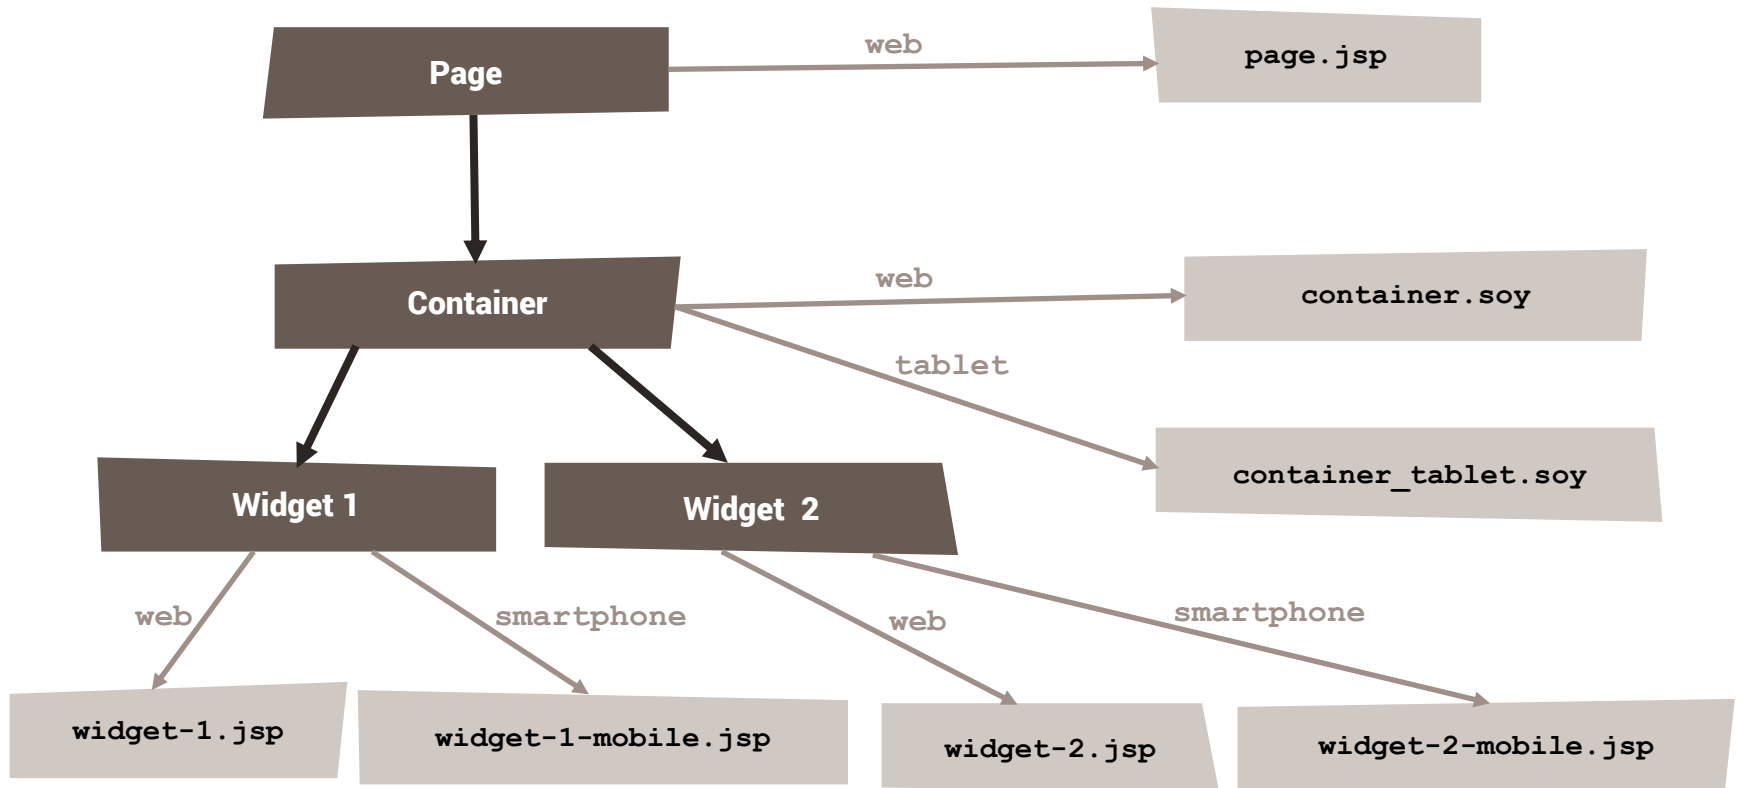 Page
web
page.jsp
Container
web
container.soy
tablet
container_tablet.soy
Widget 1
Widget  2
web
smartphone
web
smartphone
widget-1.jsp
widget-1-mobile.jsp
widget-2.jsp
widget-2-mobile.jsp